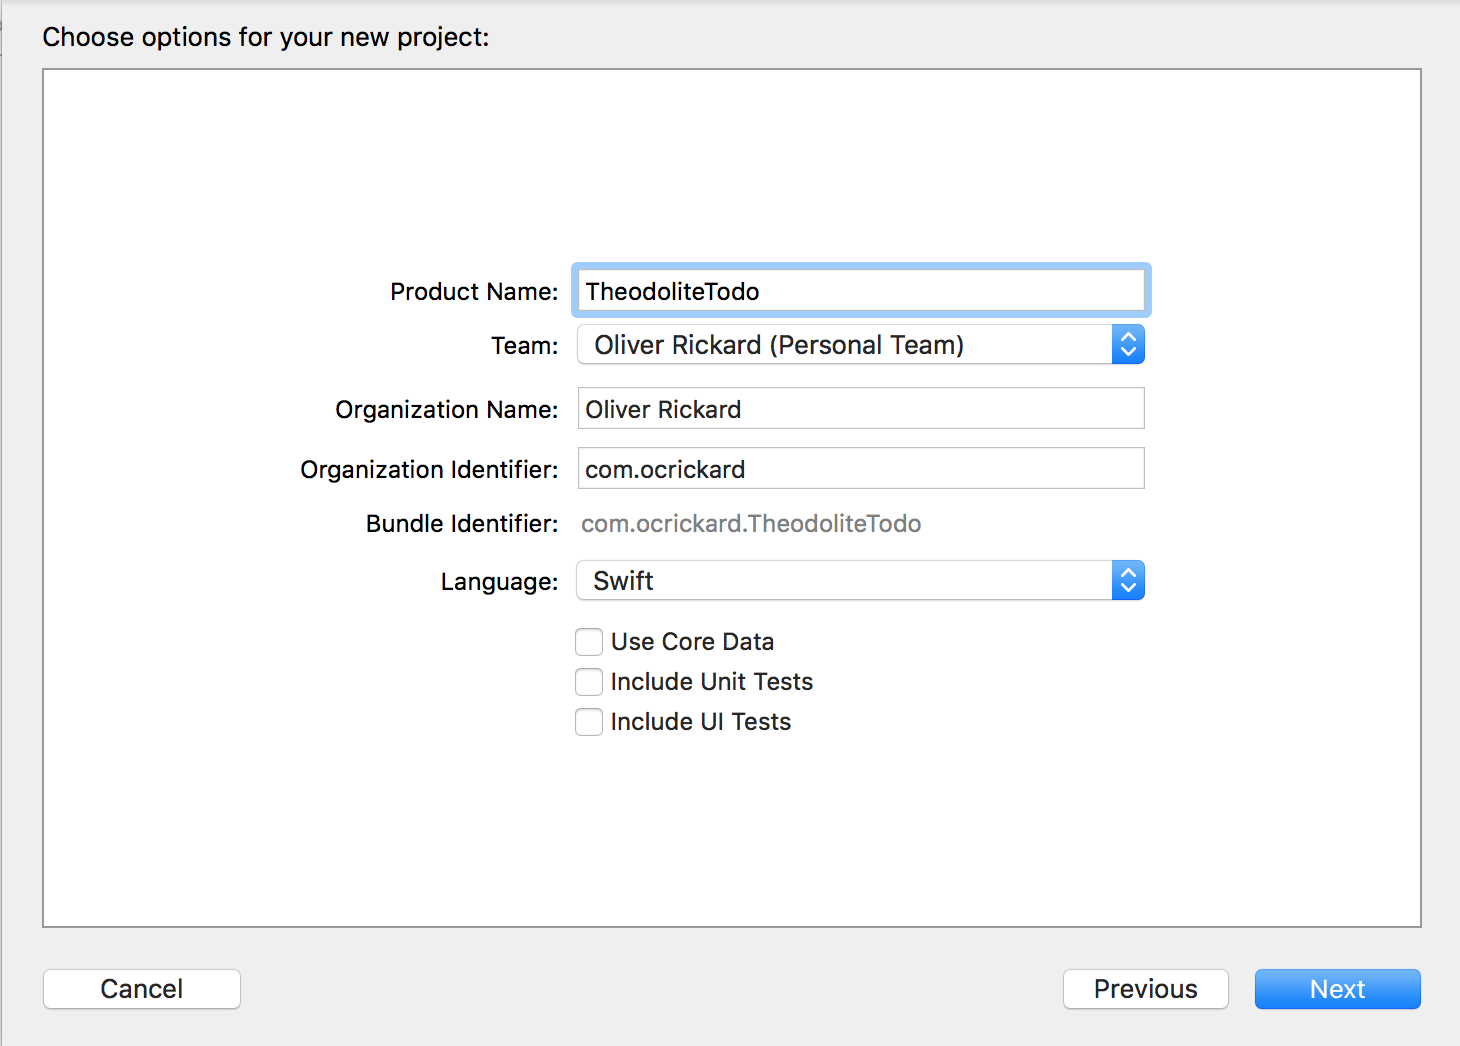 Choose options for your new project:
Product Name: TheodoliteTodo
Team: Oliver Rickard (Personal Team)
Organization Name: Oliver Rickard
Organization Identifier: com.ocrickard
Bundle Identifier: com.ocrickard.TheodoliteTodo
Language: Swift
Use Core Data
Include Unit Tests
Include UI Tests
Cancel Previous Next